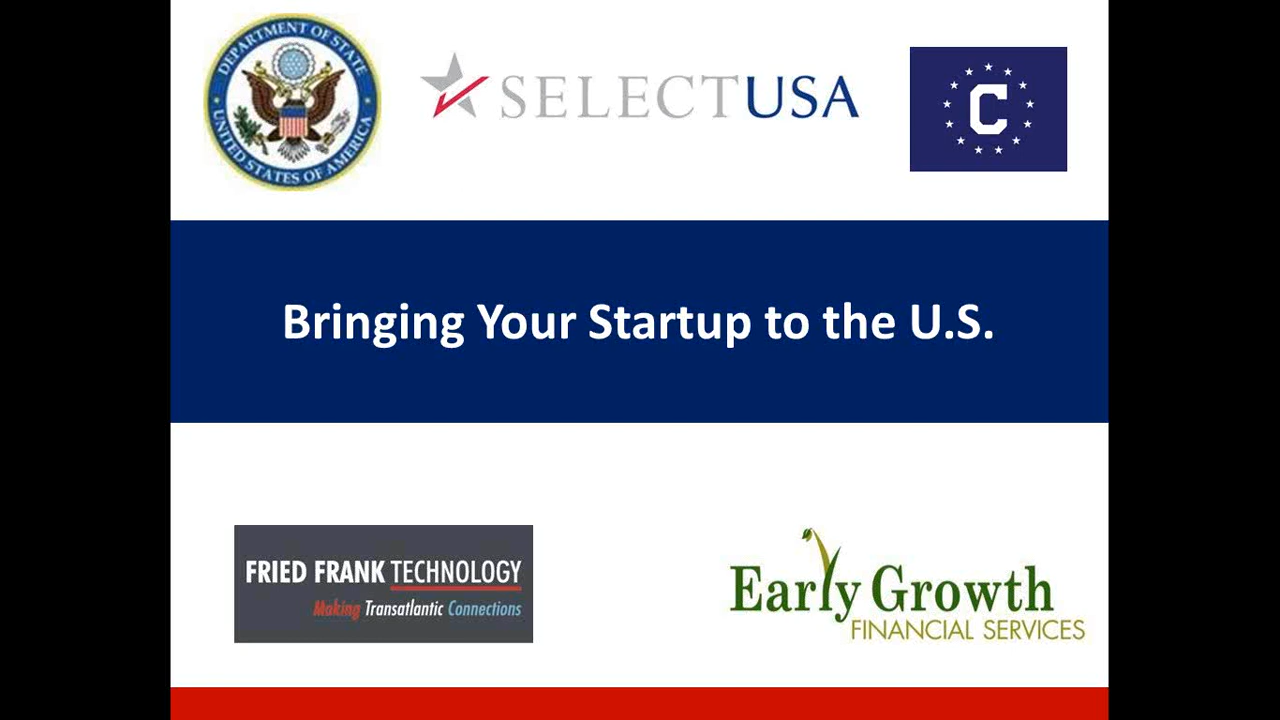 DEPARTMENT OF STATE
UNITED STATES OF AMERICA
SELECTUSA
C
Bringing Your Startup to the U.S.
FRIED FRANK TECHNOLOGY
Making Transatlantic Connections
Early Growth
FINANCIAL SERVICES